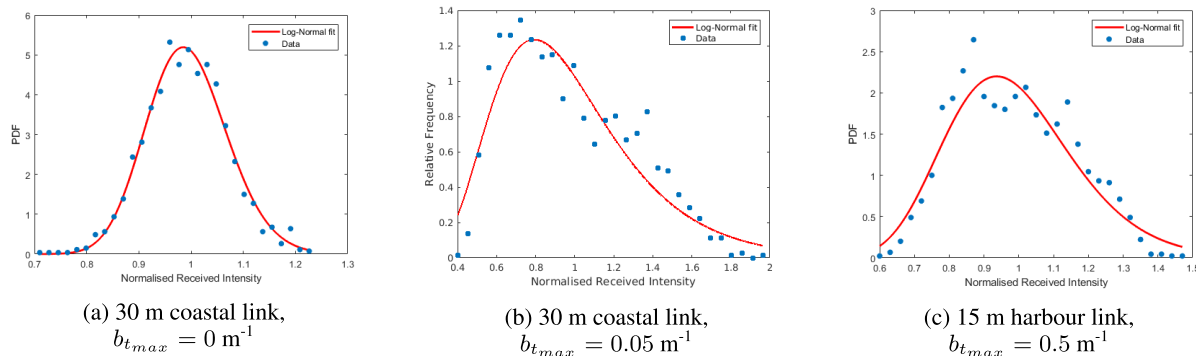 6
5
4
3
2
1
0
PDF
0.7 0.8 0.9 1 1.1 1.2 1.3
Normalised Received Intensity
Log-Normal fit
Data
(a) 30 m coastal link,
b_{t_{max}} = 0 m^{-1}
1.4
1.2
1
0.8
0.6
0.4
0.2
0
Relative Frequency
0.4 0.6 0.8 1 1.2 1.4 1.6 1.8 2
Normalised Received Intensity
Log-Normal fit
Data
(b) 30 m coastal link,
b_{t_{max}} = 0.05 m^{-1}
3
2.5
2
1.5
1
0.5
0
PDF
0.6 0.7 0.8 0.9 1 1.1 1.2 1.3 1.4 1.5
Normalised Received Intensity
Log-Normal fit
Data
(c) 15 m harbour link,
b_{t_{max}} = 0.5 m^{-1}